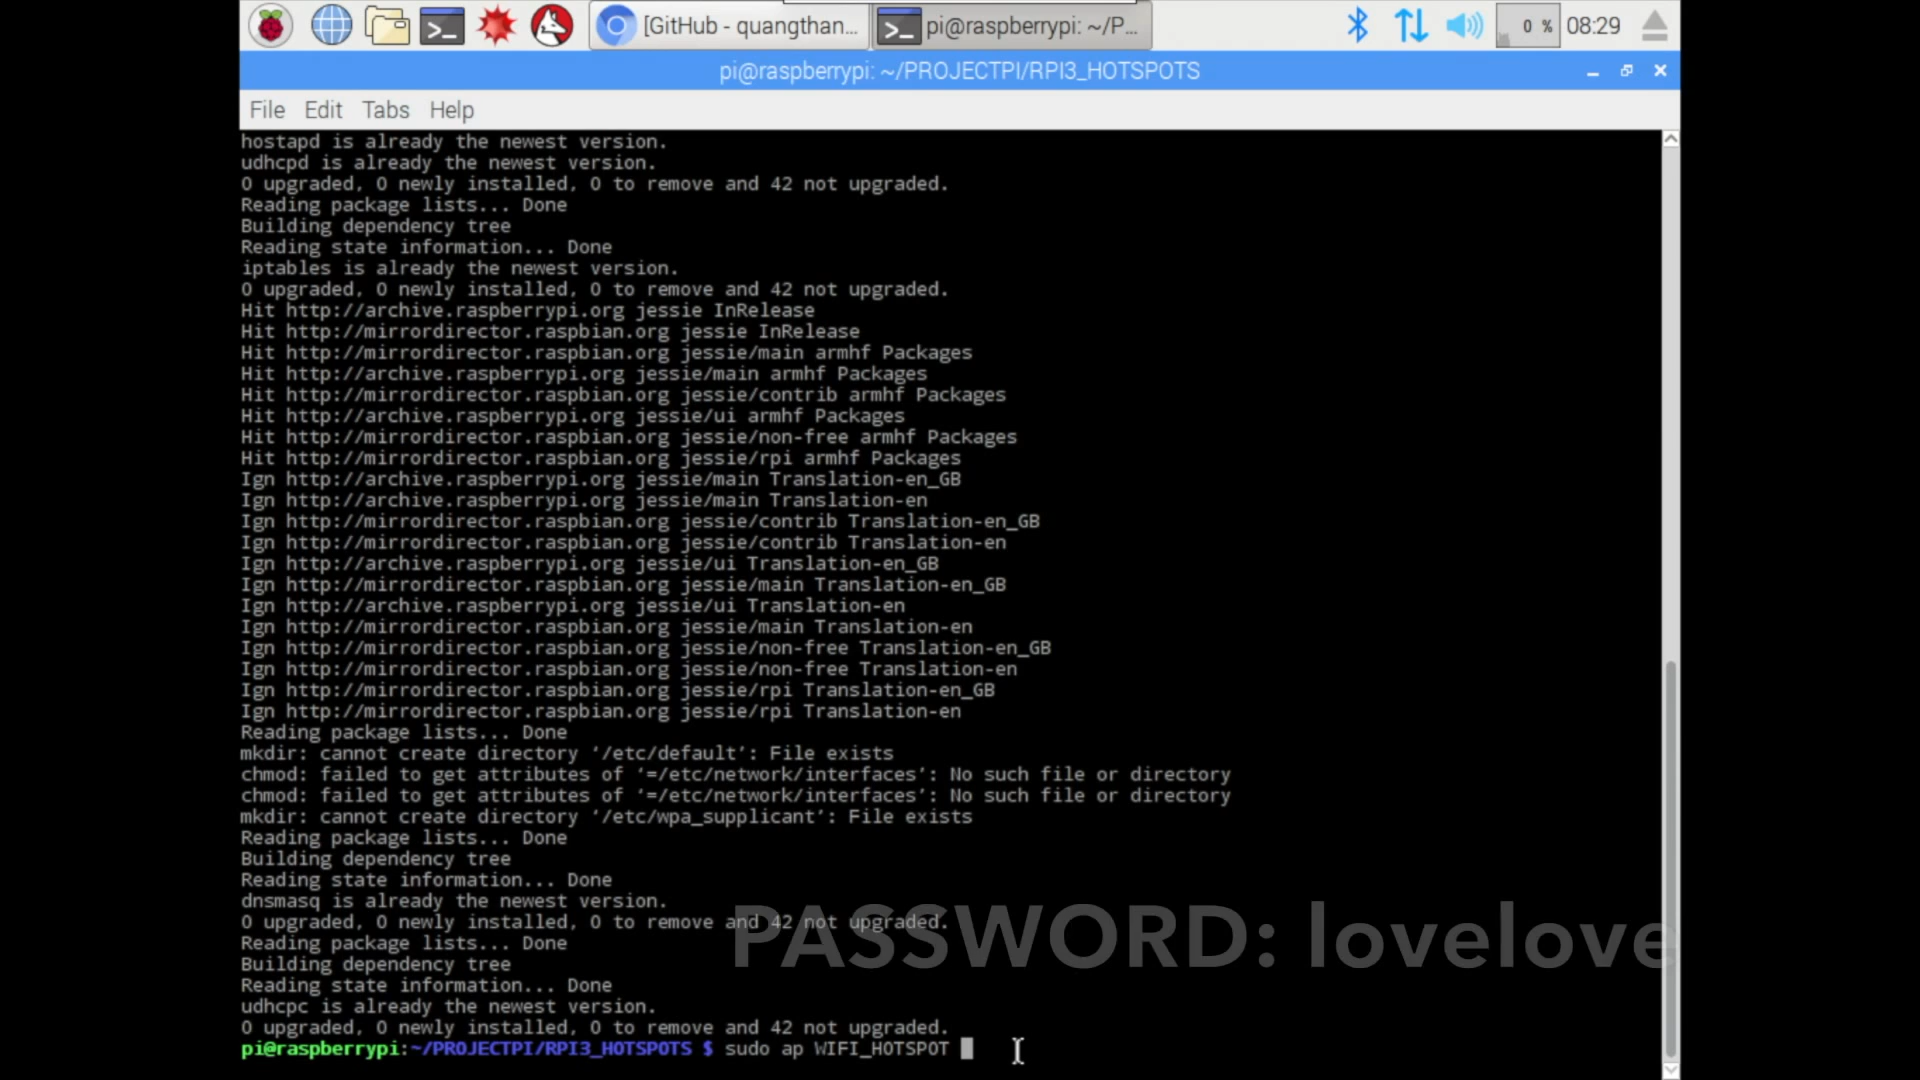 [GitHub - quangthan...
pi@raspberrypi: ~/P...
0 %
08:29
pi@raspberrypi: ~/PROJECTPI/RPI3_HOTSPOTS
File Edit Tabs Help
hostapd is already the newest version.
udhcpd is already the newest version.
0 upgraded, 0 newly installed, 0 to remove and 42 not upgraded.
Reading package lists... Done
Building dependency tree
Reading state information... Done
iptables is already the newest version.
0 upgraded, 0 newly installed, 0 to remove and 42 not upgraded.
Hit http://archive.raspberrypi.org jessie InRelease
Hit http://mirrordirector.raspbian.org jessie InRelease
Hit http://mirrordirector.raspbian.org jessie/main armhf Packages
Hit http://archive.raspberrypi.org jessie/main armhf Packages
Hit http://mirrordirector.raspbian.org jessie/contrib armhf Packages
Hit http://archive.raspberrypi.org jessie/ui armhf Packages
Hit http://mirrordirector.raspbian.org jessie/non-free armhf Packages
Hit http://mirrordirector.raspbian.org jessie/rpi armhf Packages
Ign http://archive.raspberrypi.org jessie/main Translation-en_GB
Ign http://archive.raspberrypi.org jessie/main Translation-en
Ign http://mirrordirector.raspbian.org jessie/contrib Translation-en_GB
Ign http://mirrordirector.raspbian.org jessie/contrib Translation-en
Ign http://archive.raspberrypi.org jessie/ui Translation-en_GB
Ign http://mirrordirector.raspbian.org jessie/main Translation-en_GB
Ign http://archive.raspberrypi.org jessie/ui Translation-en
Ign http://mirrordirector.raspbian.org jessie/main Translation-en
Ign http://mirrordirector.raspbian.org jessie/non-free Translation-en_GB
Ign http://mirrordirector.raspbian.org jessie/non-free Translation-en
Ign http://mirrordirector.raspbian.org jessie/rpi Translation-en_GB
Ign http://mirrordirector.raspbian.org jessie/rpi Translation-en
Reading package lists... Done
mkdir: cannot create directory ‘/etc/default’: File exists
chmod: failed to get attributes of ‘=/etc/network/interfaces’: No such file or directory
chmod: failed to get attributes of ‘=/etc/network/interfaces’: No such file or directory
mkdir: cannot create directory ‘/etc/wpa_supplicant’: File exists
Reading package lists... Done
Building dependency tree
Reading state information... Done
dnsmasq is already the newest version.
0 upgraded, 0 newly installed, 0 to remove and 42 not upgraded.
PASSWORD: lovelove
Reading package lists... Done
Building dependency tree
Reading state information... Done
udhcpc is already the newest version.
0 upgraded, 0 newly installed, 0 to remove and 42 not upgraded.
pi@raspberrypi:~/PROJECTPI/RPI3_HOTSPOTS $ sudo ap WIFI_HOTSPOT